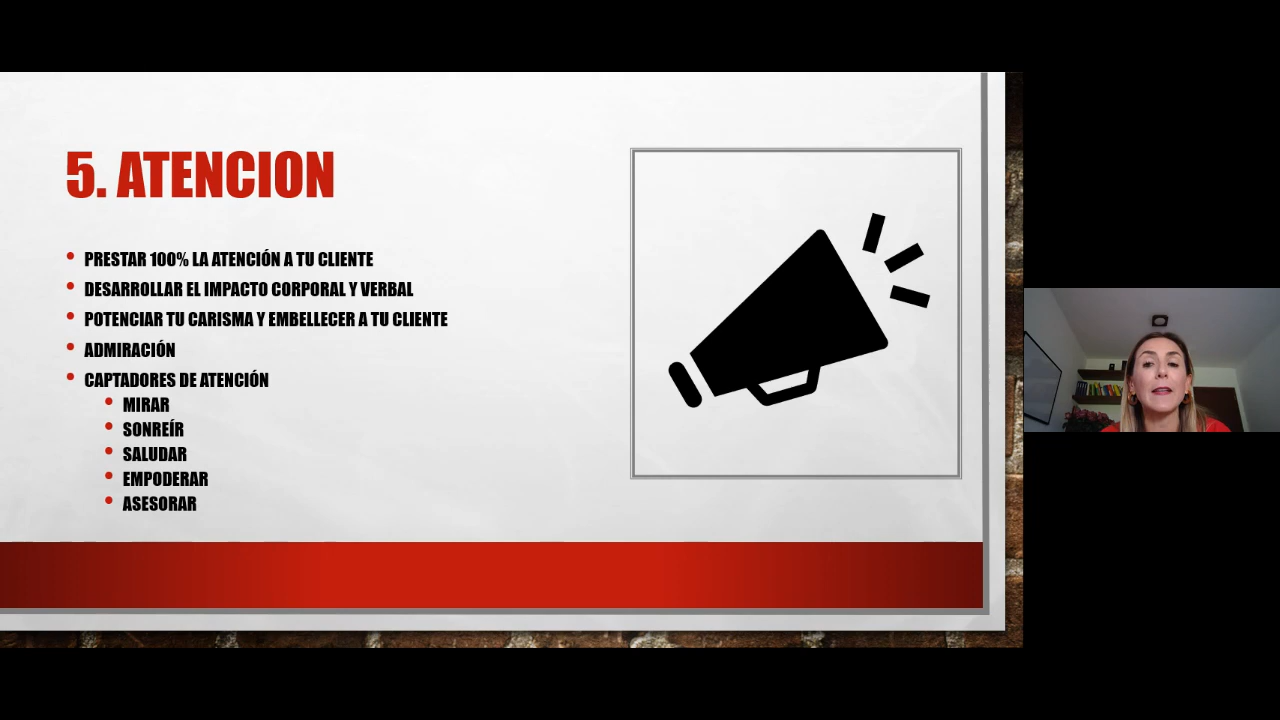 5. ATENCION
PRESTAR 100% LA ATENCIÓN A TU CLIENTE
DESARROLLAR EL IMPACTO CORPORAL Y VERBAL
POTENCIAR TU CARISMA Y EMBELLECER A TU CLIENTE
ADMIRACIÓN
CAPTADORES DE ATENCIÓN
MIRAR
SONREÍR
SALUDAR
EMPODERAR
ASESORAR